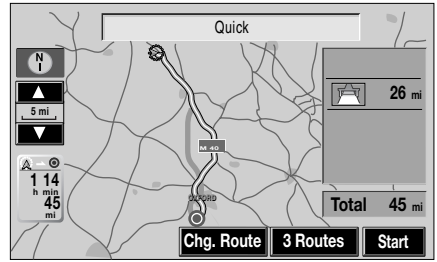 Quick
N
26 mi
5 mi
M 40
1 14
h min
45
mi
OXFORD
Total 45 mi
Chg. Route 3 Routes Start